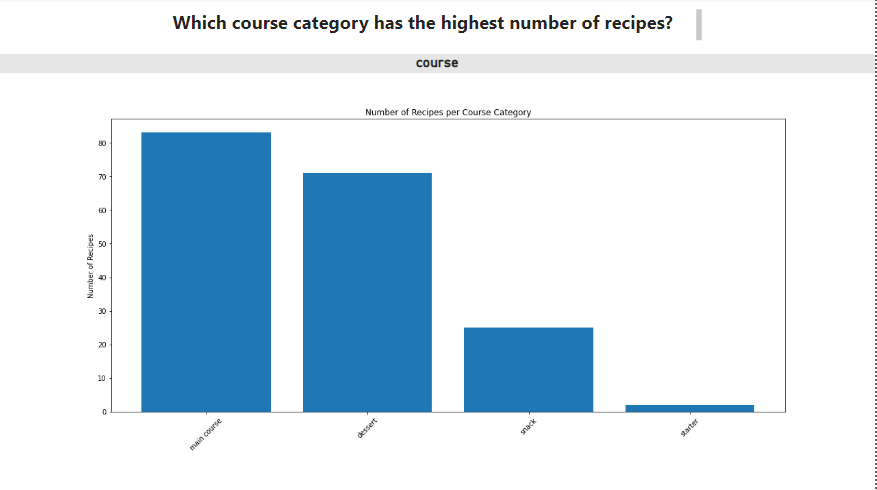 Which course category has the highest number of recipes?
course
Number of Recipes per Course Category
Number of Recipes
80
70
60
50
40
30
20
10
0
main course
dessert
snack
starter